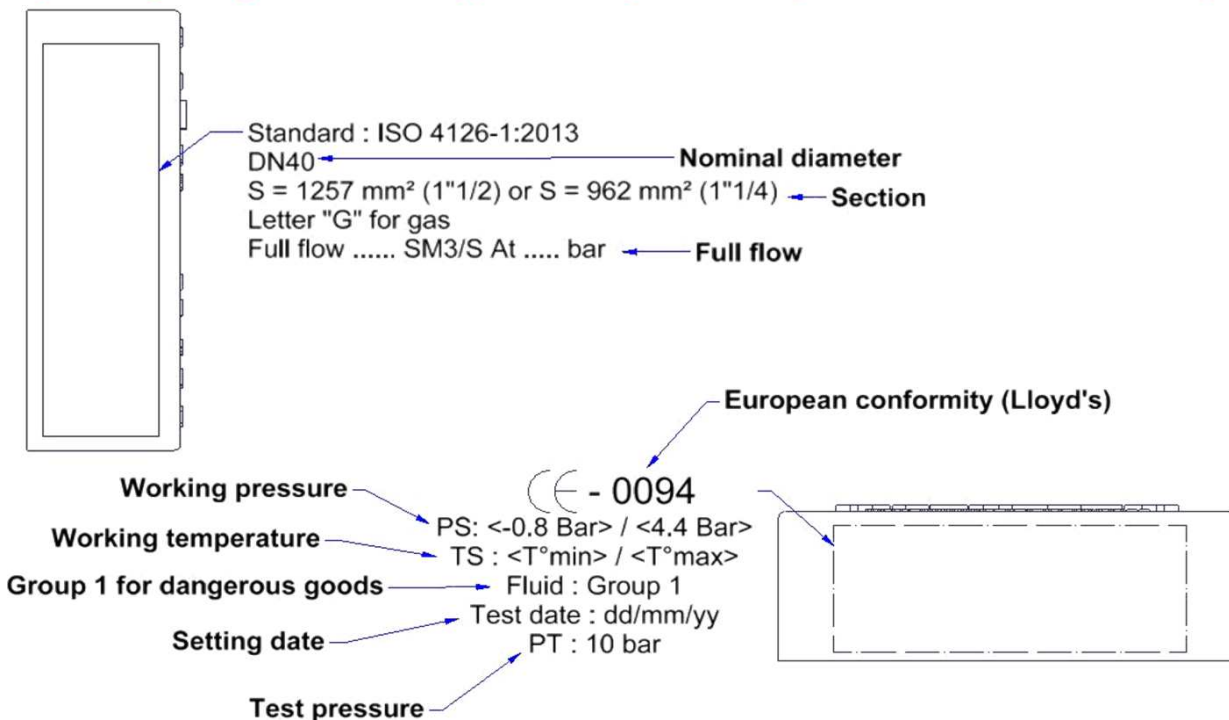 Standard : ISO 4126-1:2013
DN40 Nominal diameter
S = 1257 mm² (1"1/2) or S = 962 mm² (1"1/4) Section
Letter "G" for gas
Full flow ...... SM3/S At ..... bar Full flow
European conformity (Lloyd's)
CE - 0094
Working pressure PS: <-0.8 Bar> / <4.4 Bar>
Working temperature TS : <T°min> / <T°max>
Group 1 for dangerous goods Fluid : Group 1
Setting date Test date : dd/mm/yy
Test pressure PT : 10 bar